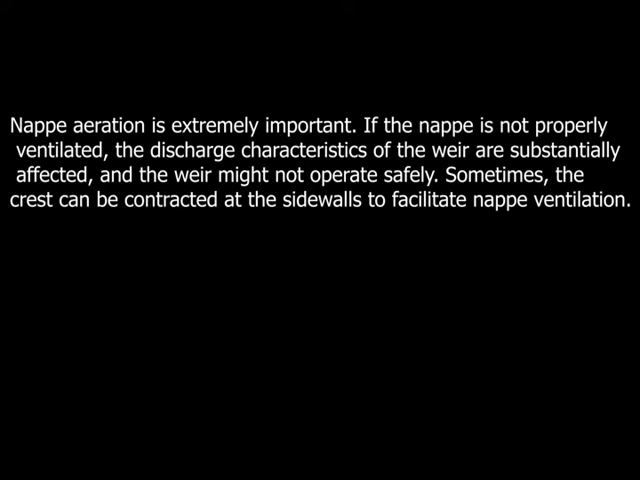 Nappe aeration is extremely important. If the nappe is not properly
ventilated, the discharge characteristics of the weir are substantially
affected, and the weir might not operate safely. Sometimes, the
crest can be contracted at the sidewalls to facilitate nappe ventilation.